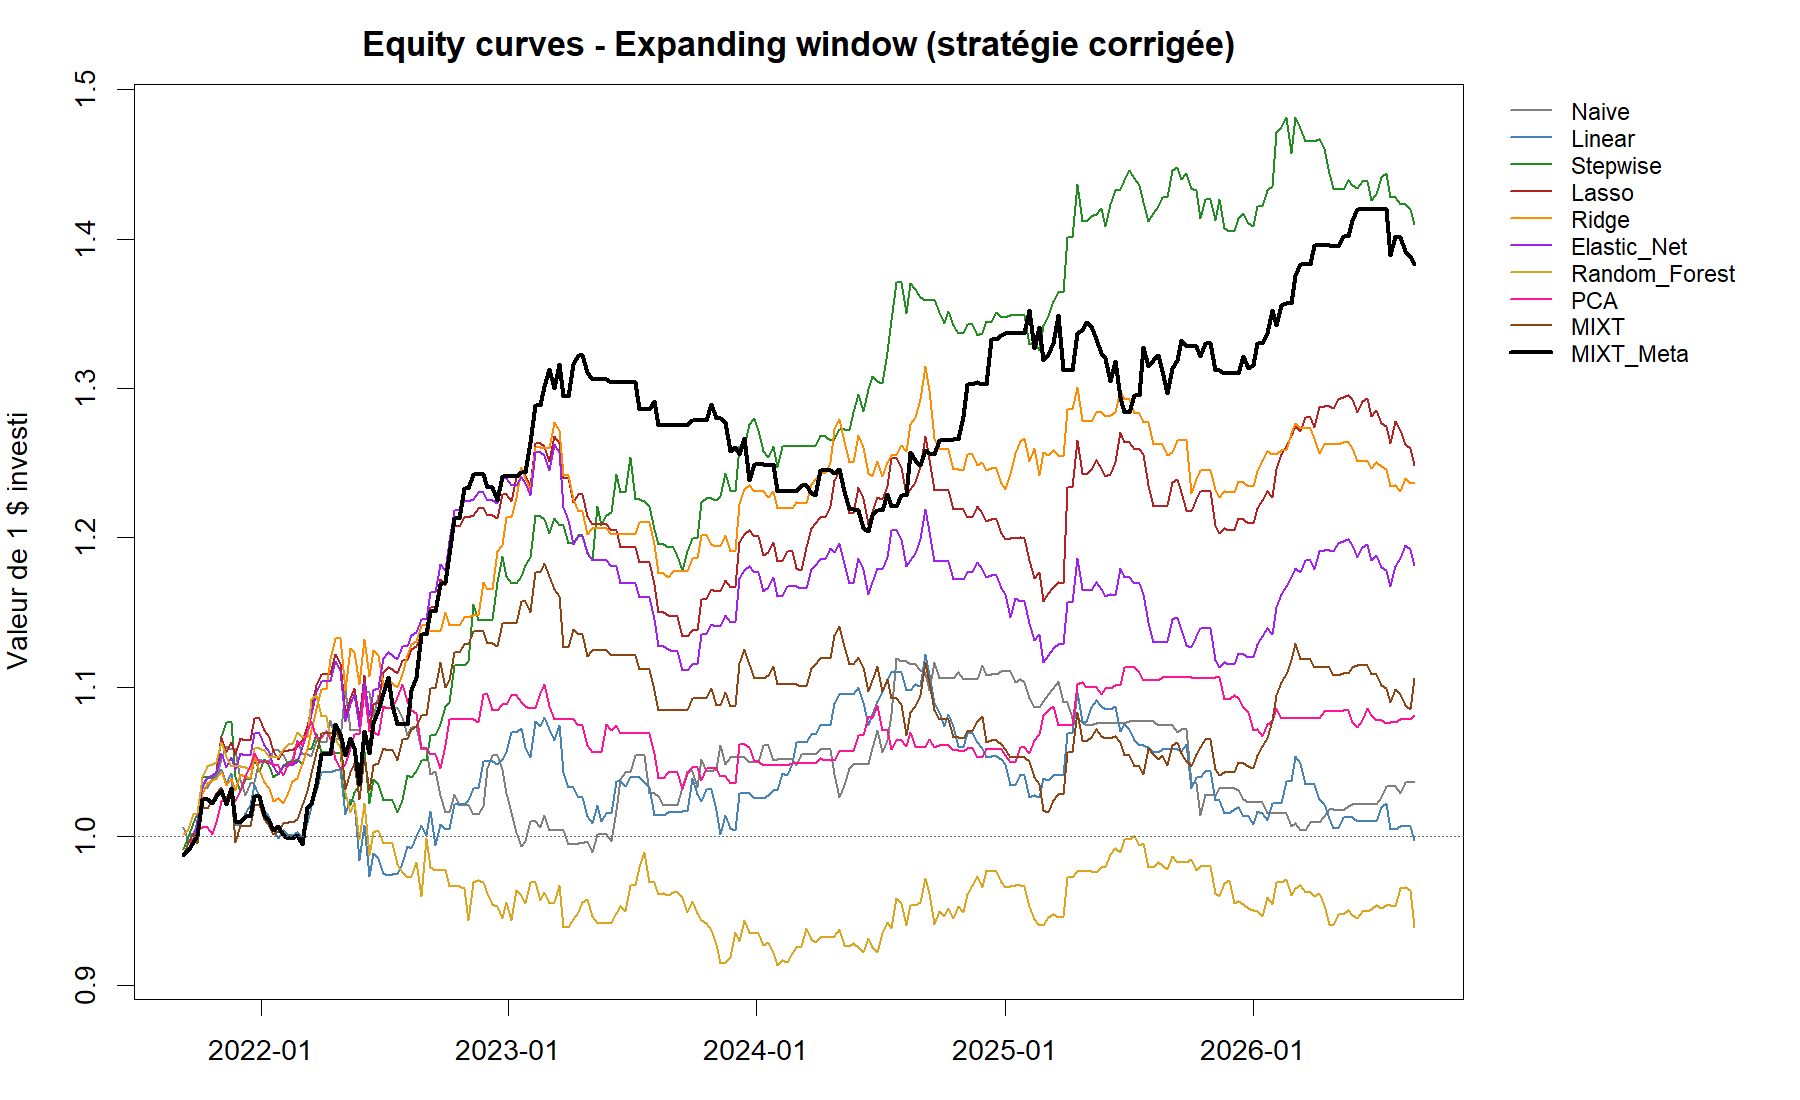 Equity curves - Expanding window (stratégie corrigée)
Valeur de 1 $ investi
1.5
1.4
1.3
1.2
1.1
1.0
0.9
2022-01
2023-01
2024-01
2025-01
2026-01
Naive
Linear
Stepwise
Lasso
Ridge
Elastic_Net
Random_Forest
PCA
MIXT
MIXT_Meta